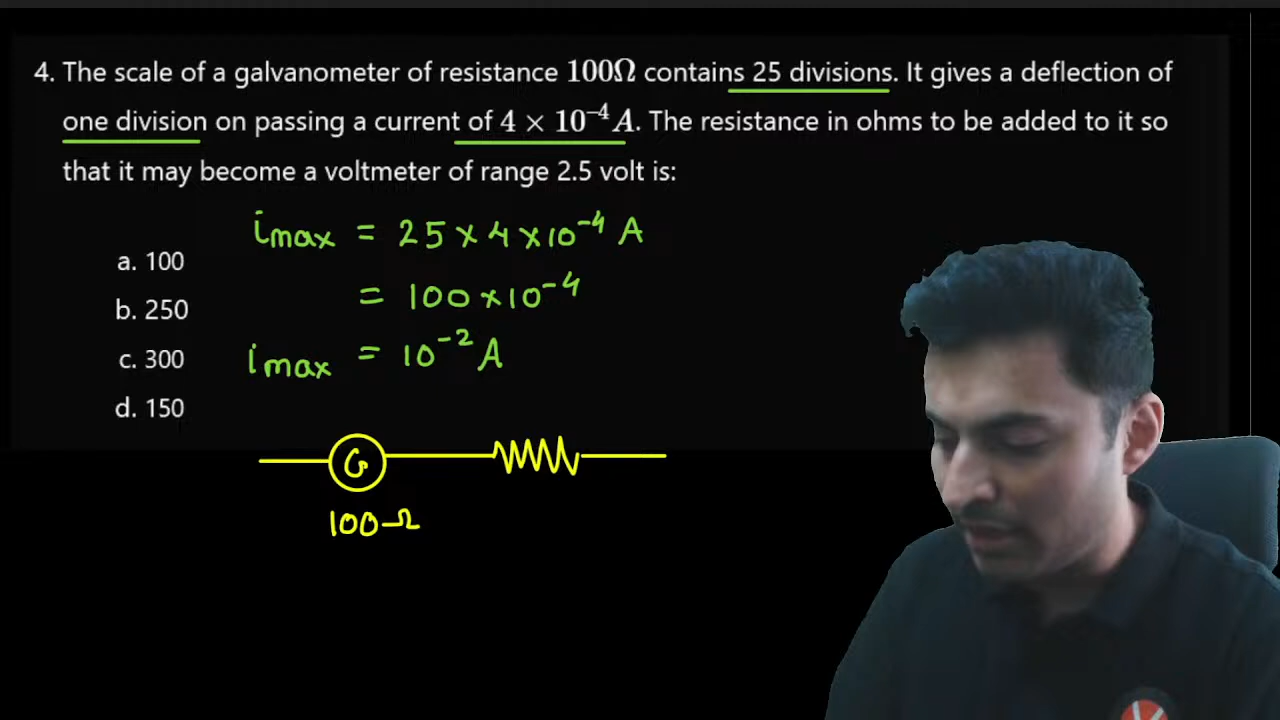 4. The scale of a galvanometer of resistance 100Ω contains 25 divisions. It gives a deflection of
one division on passing a current of 4 × 10⁻⁴ A. The resistance in ohms to be added to it so
that it may become a voltmeter of range 2.5 volt is:
imax = 25 × 4 × 10⁻⁴ A
a. 100
= 100 × 10⁻⁴
b. 250
c. 300
imax = 10⁻² A
d. 150
G
100Ω